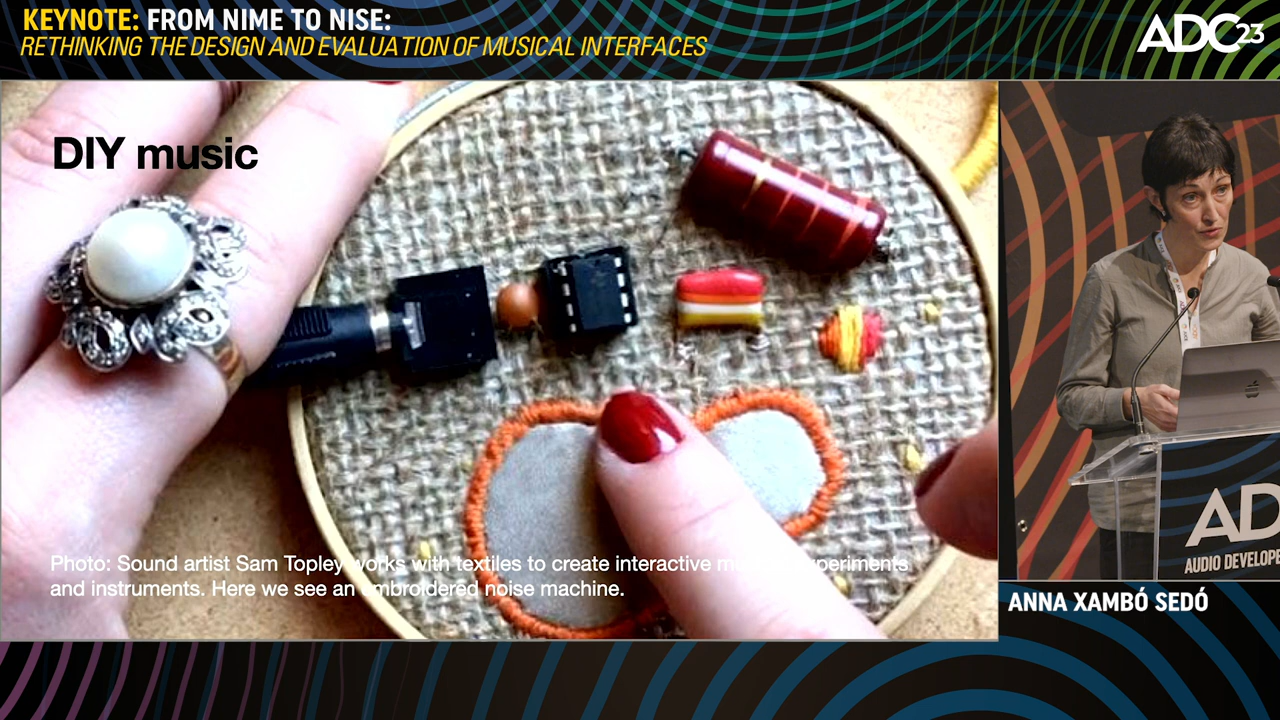 KEYNOTE: FROM NIME TO NISE:
RETHINKING THE DESIGN AND EVALUATION OF MUSICAL INTERFACES
ADC23
DIY music
Photo: Sound artist Sam Topley works with textiles to create interactive experiments
and instruments. Here we see an embroidered noise machine.
AD
AUDIO DEVELOPE
ANNA XAMBÓ SEDÓ